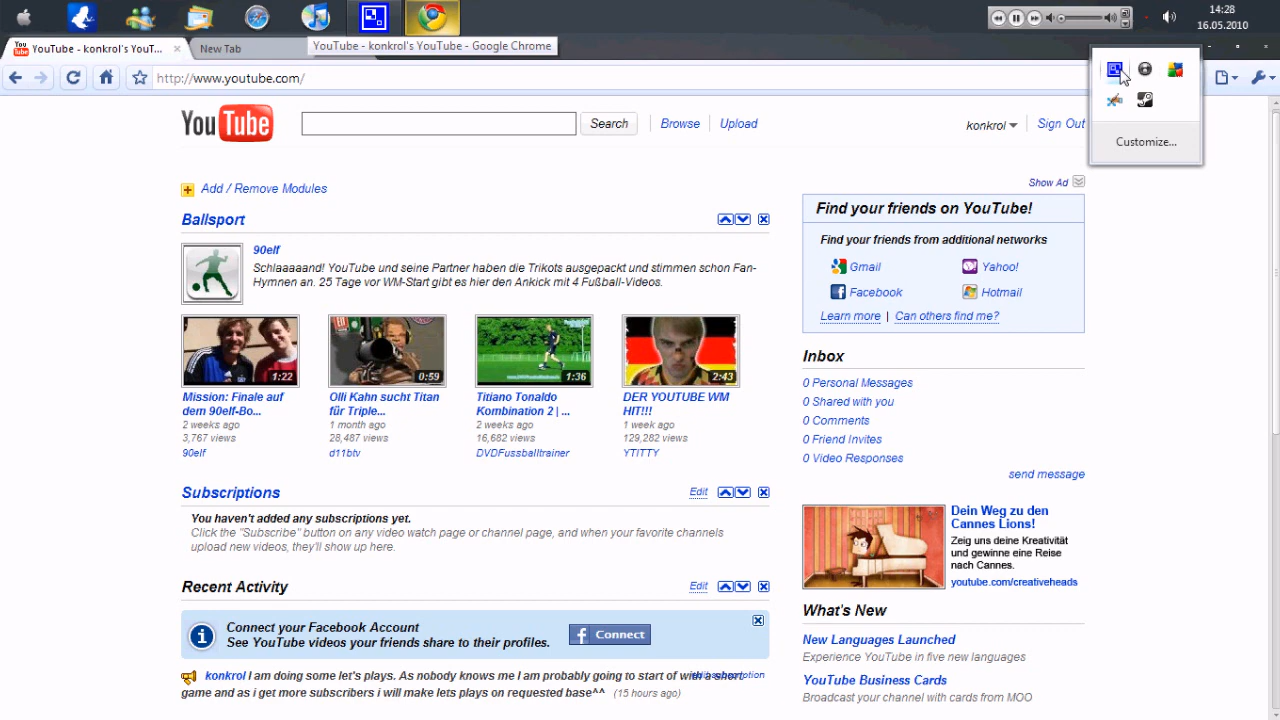 14:28
16.05.2010
YouTube - konkrol's YouT...
New Tab
YouTube - konkrol's YouTube - Google Chrome
http://www.youtube.com/
Customize...
YouTube
Search
Browse
Upload
konkrol
Sign Out
Add / Remove Modules
Show Ad
Ballsport
90elf
Schlaaaaand! YouTube und seine Partner haben die Trikots ausgepackt und stimmen schon Fan-
Hymnen an. 25 Tage vor WM-Start gibt es hier den Ankick mit 4 Fußball-Videos.
1:22
0:59
1:36
2:43
Mission: Finale auf
dem 90elf-Bo...
2 weeks ago
3,767 views
90elf
Olli Kahn sucht Titan
für Triple...
1 month ago
28,487 views
d11btv
Titiano Tonaldo
Kombination 2 | ...
2 weeks ago
16,682 views
DVDFussballtrainer
DER YOUTUBE WM
HIT!!!
1 week ago
129,282 views
YTITTY
Subscriptions
Edit
You haven't added any subscriptions yet.
Click the "Subscribe" button on any video watch page or channel page, and when your favorite channels
upload new videos, they'll show up here.
Recent Activity
Edit
Connect your Facebook Account
See YouTube videos your friends share to their profiles.
Connect
konkrol I am doing some let's plays. As nobody knows me I am probably going to start of with a short
game and as i get more subscribers i will make lets plays on requested base^^ (15 hours ago)
Find your friends on YouTube!
Find your friends from additional networks
Gmail
Yahoo!
Facebook
Hotmail
Learn more | Can others find me?
Inbox
0 Personal Messages
0 Shared with you
0 Comments
0 Friend Invites
0 Video Responses
send message
Dein Weg zu den
Cannes Lions!
Zeig uns deine Kreativität
und gewinne eine Reise
nach Cannes.
youtube.com/creativeheads
What's New
New Languages Launched
Experience YouTube in five new languages
YouTube Business Cards
Broadcast your channel with cards from MOO